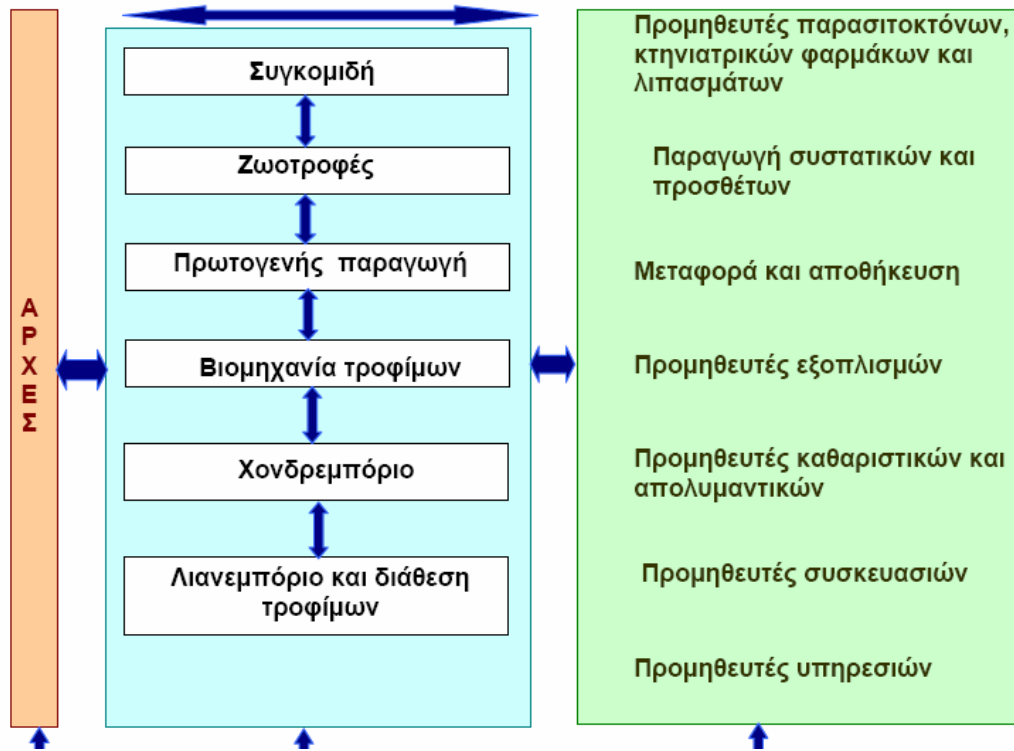 ΑΡΧΕΣ
Συγκομιδή
Ζωοτροφές
Πρωτογενής παραγωγή
Βιομηχανία τροφίμων
Χονδρεμπόριο
Λιανεμπόριο και διάθεση
τροφίμων
Προμηθευτές παρασιτοκτόνων,
κτηνιατρικών φαρμάκων και
λιπασμάτων
Παραγωγή συστατικών και
προσθέτων
Μεταφορά και αποθήκευση
Προμηθευτές εξοπλισμών
Προμηθευτές καθαριστικών και
απολυμαντικών
Προμηθευτές συσκευασιών
Προμηθευτές υπηρεσιών